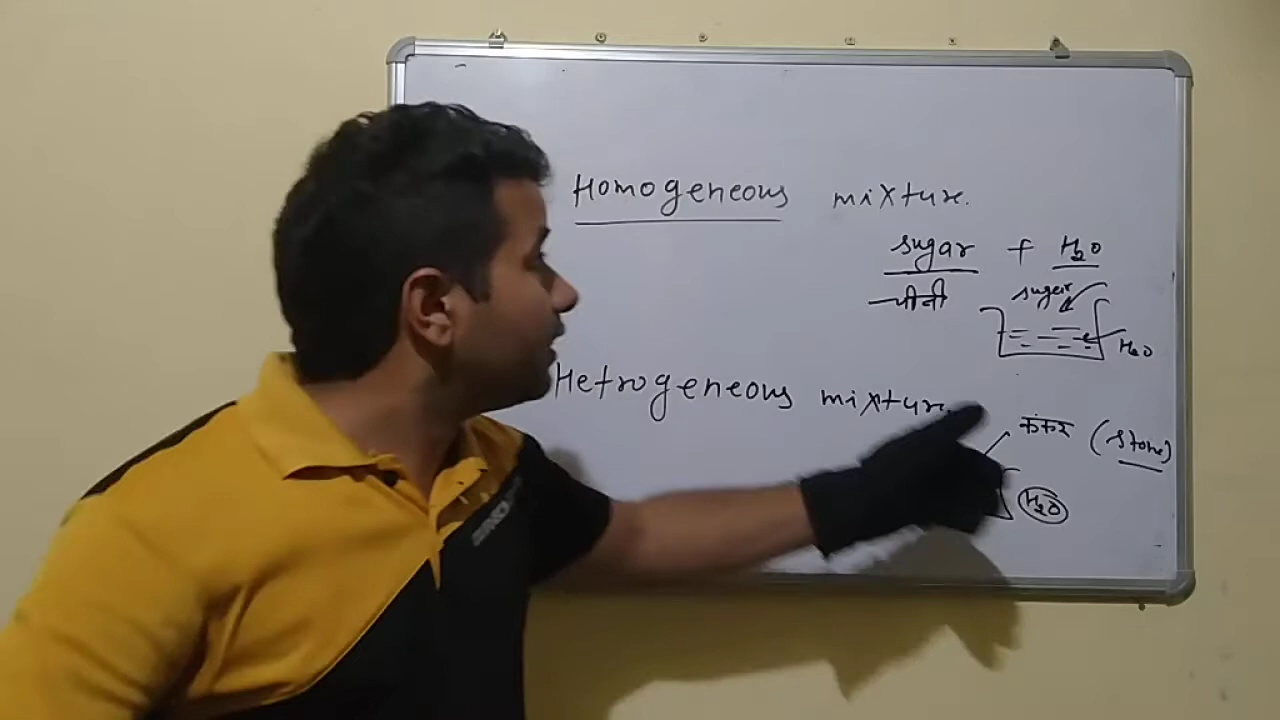 Homogeneous mixture.
sugar + H2O
चीनी
sugar
H2O
Hetrogeneous mixture.
कंकर (stone)
H2O